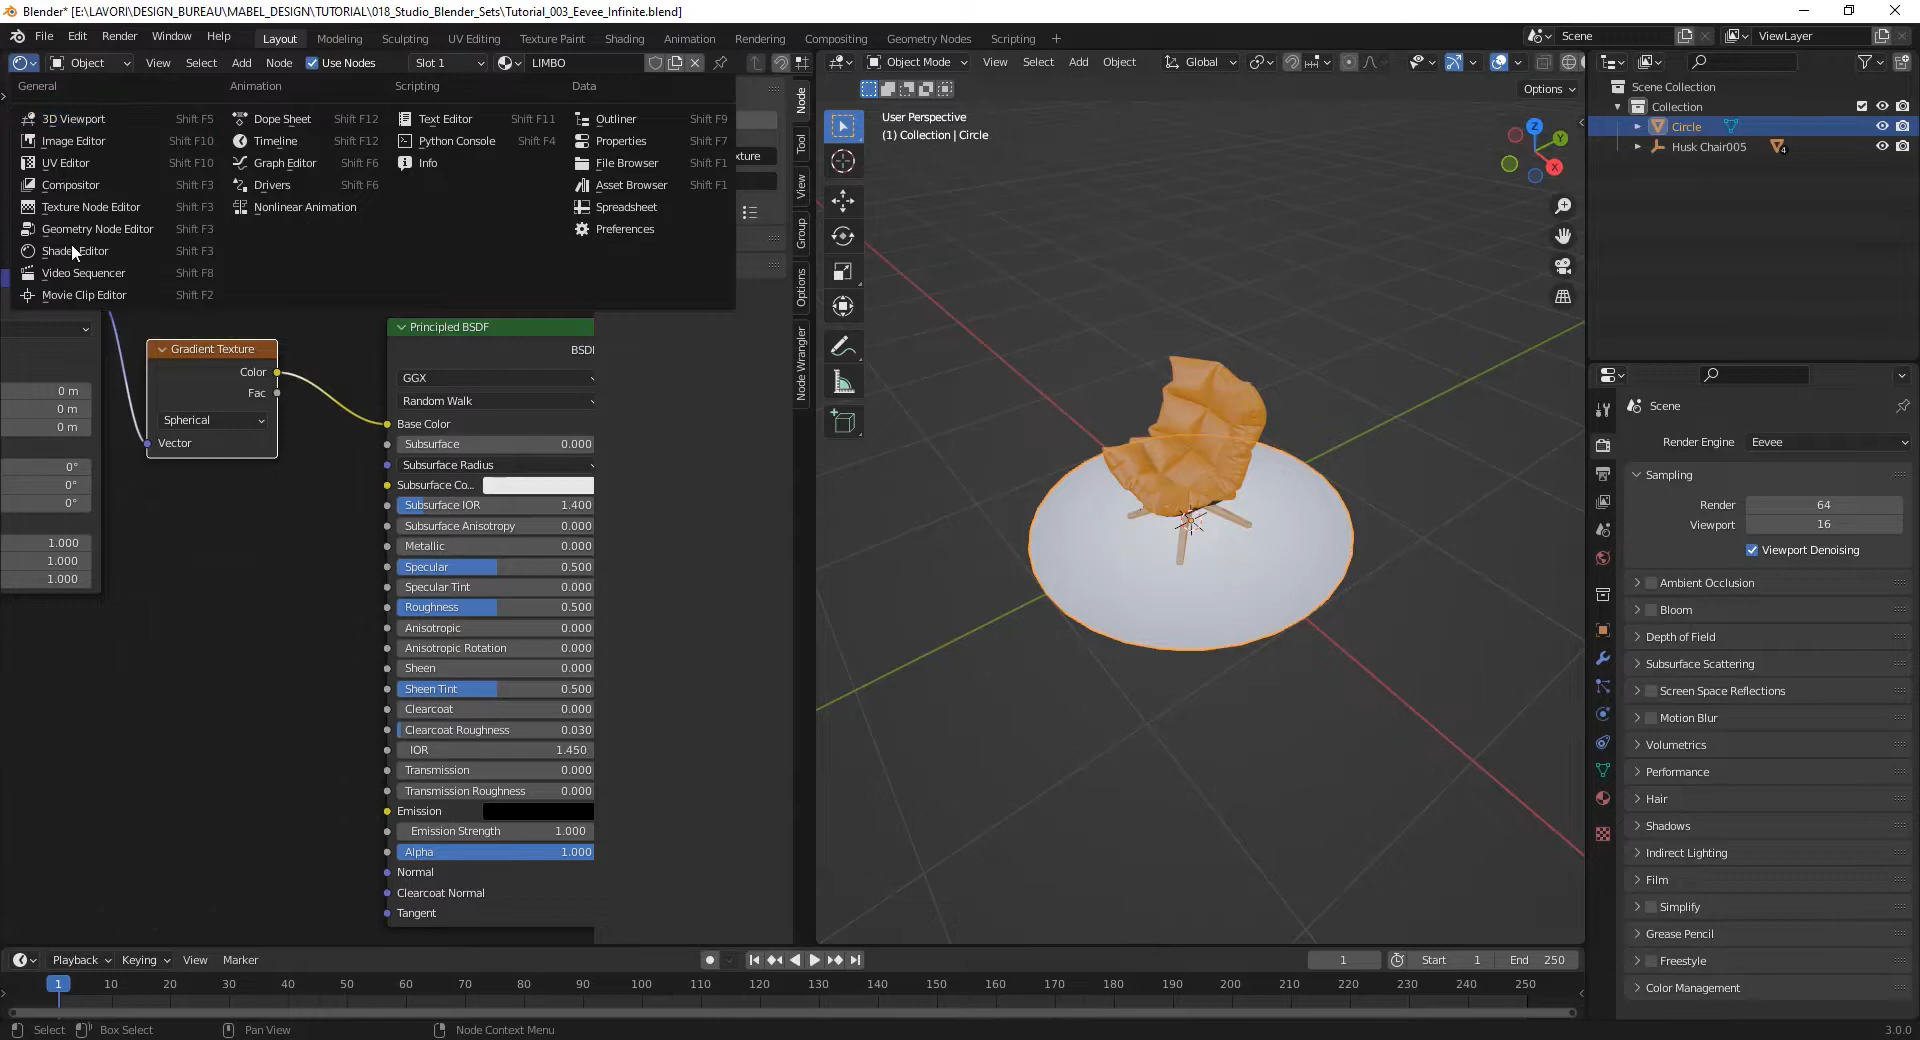 Blender* [E:\LAVORI\DESIGN_BUREAU\MABEL_DESIGN\TUTORIAL\018_Studio_Blender_Sets\Tutorial_003_Eevee_Infinite.blend]
File Edit Render Window Help Layout Modeling Sculpting UV Editing Texture Paint Shading Animation Rendering Compositing Geometry Nodes Scripting + Scene ViewLayer
Object View Select Add Node Use Nodes Slot 1 LIMBO Object Mode View Select Add Object Global
General Animation Scripting Data Options
3D Viewport Shift F5 Dope Sheet Shift F12 Text Editor Shift F11 Outliner Shift F9
Image Editor Shift F10 Timeline Shift F12 Python Console Shift F4 Properties Shift F7
UV Editor Shift F10 Graph Editor Shift F6 Info File Browser Shift F1
Compositor Shift F3 Drivers Shift F6 Asset Browser Shift F1
Texture Node Editor Shift F3 Nonlinear Animation Spreadsheet
Geometry Node Editor Shift F3 Preferences
Shader Editor Shift F3
Video Sequencer Shift F8
Movie Clip Editor Shift F2
xture
Node
Tool
View
Group
Options
Node Wrangler
User Perspective
(1) Collection | Circle
Z
Y
X
Scene Collection
Collection
Circle
Husk Chair005 4
Gradient Texture
Color
Fac
Spherical
Vector
0 m
0 m
0 m
0°
0°
0°
1.000
1.000
1.000
Principled BSDF
BSDF
GGX
Random Walk
Base Color
Subsurface 0.000
Subsurface Radius
Subsurface Co...
Subsurface IOR 1.400
Subsurface Anisotropy 0.000
Metallic 0.000
Specular 0.500
Specular Tint 0.000
Roughness 0.500
Anisotropic 0.000
Anisotropic Rotation 0.000
Sheen 0.000
Sheen Tint 0.500
Clearcoat 0.000
Clearcoat Roughness 0.030
IOR 1.450
Transmission 0.000
Transmission Roughness 0.000
Emission
Emission Strength 1.000
Alpha 1.000
Normal
Clearcoat Normal
Tangent
Scene
Render Engine Eevee
Sampling
Render 64
Viewport 16
Viewport Denoising
Ambient Occlusion
Bloom
Depth of Field
Subsurface Scattering
Screen Space Reflections
Motion Blur
Volumetrics
Performance
Hair
Shadows
Indirect Lighting
Film
Simplify
Grease Pencil
Freestyle
Color Management
Playback Keying View Marker 1 Start 1 End 250
1 10 20 30 40 50 60 70 80 90 100 110 120 130 140 150 160 170 180 190 200 210 220 230 240 250
Select Box Select Pan View Node Context Menu 3.0.0